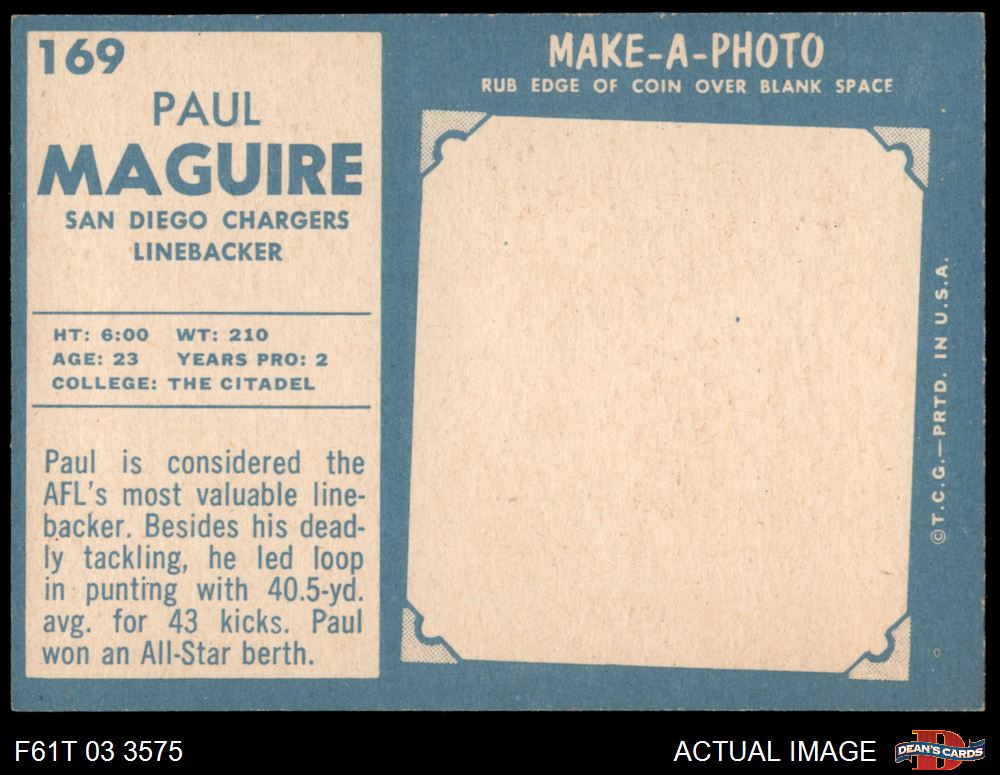 169
PAUL
MAGUIRE
SAN DIEGO CHARGERS
LINEBACKER
HT: 6:00 WT: 210
AGE: 23 YEARS PRO: 2
COLLEGE: THE CITADEL
Paul is considered the
AFL's most valuable line-
backer. Besides his dead-
ly tackling, he led loop
in punting with 40.5-yd.
avg. for 43 kicks. Paul
won an All-Star berth.
MAKE-A-PHOTO
RUB EDGE OF COIN OVER BLANK SPACE
©T.C.G.—PRTD. IN U.S.A.
F61T 03 3575
ACTUAL IMAGE
D
DEAN'S CARDS